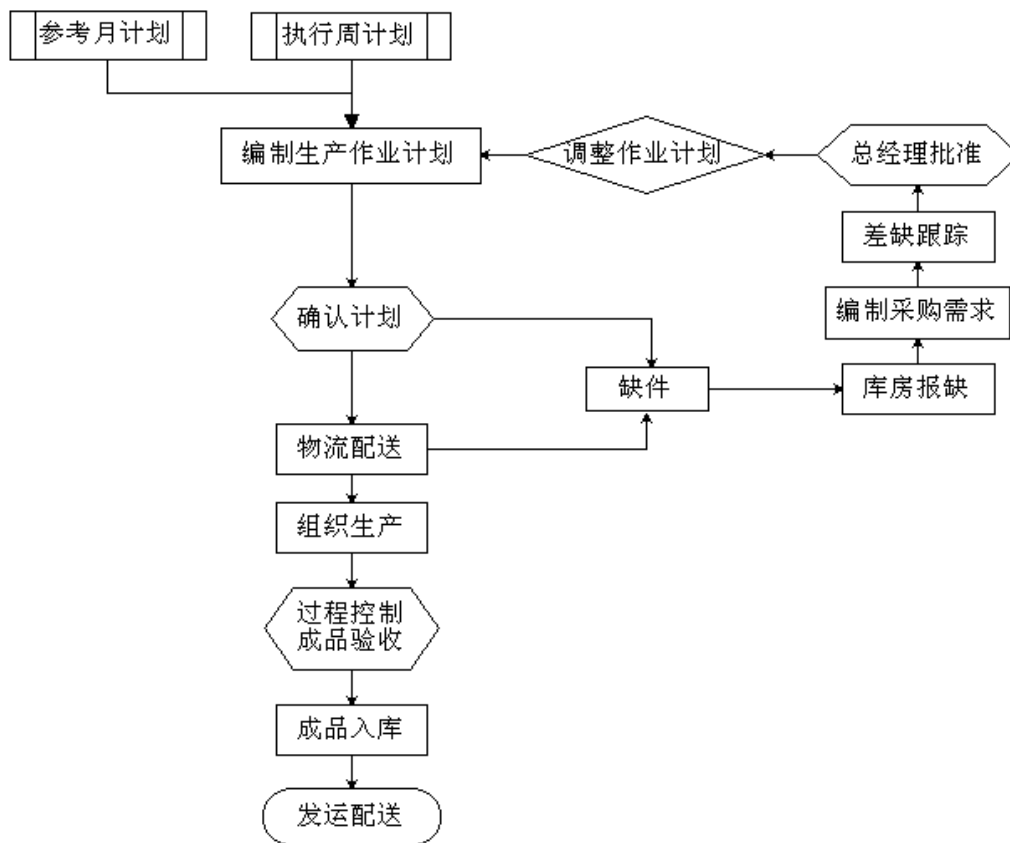 参考月计划
执行周计划
编制生产作业计划
调整作业计划
总经理批准
差缺跟踪
编制采购需求
确认计划
缺件
库房报缺
物流配送
组织生产
过程控制
成品验收
成品入库
发运配送